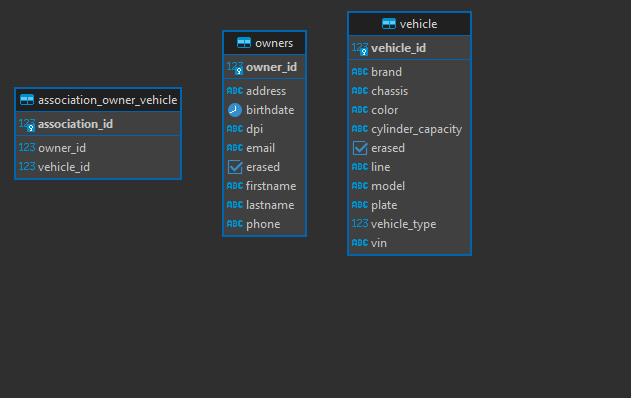 association_owner_vehicle
123 association_id
123 owner_id
123 vehicle_id
owners
123 owner_id
ABC address
birthdate
ABC dpi
ABC email
erased
ABC firstname
ABC lastname
ABC phone
vehicle
123 vehicle_id
ABC brand
ABC chassis
ABC color
ABC cylinder_capacity
erased
ABC line
ABC model
ABC plate
123 vehicle_type
ABC vin